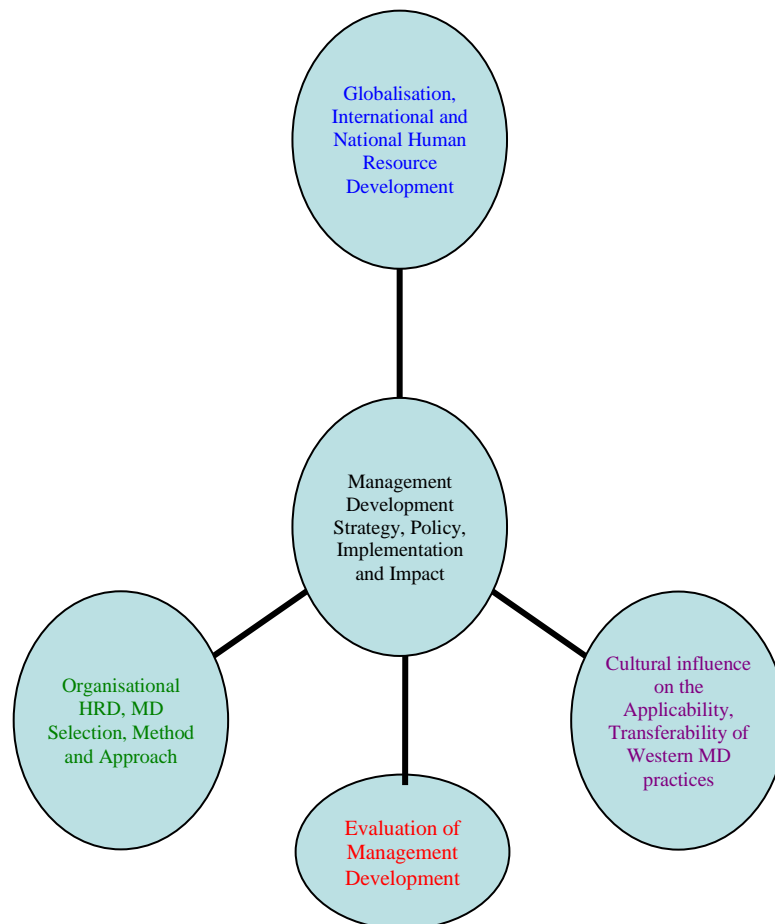 Globalisation,
International and
National Human
Resource
Development
Management
Development
Strategy, Policy,
Implementation
and Impact
Organisational
HRD, MD
Selection, Method
and Approach
Cultural influence
on the
Applicability,
Transferability of
Western MD
practices
Evaluation of
Management
Development